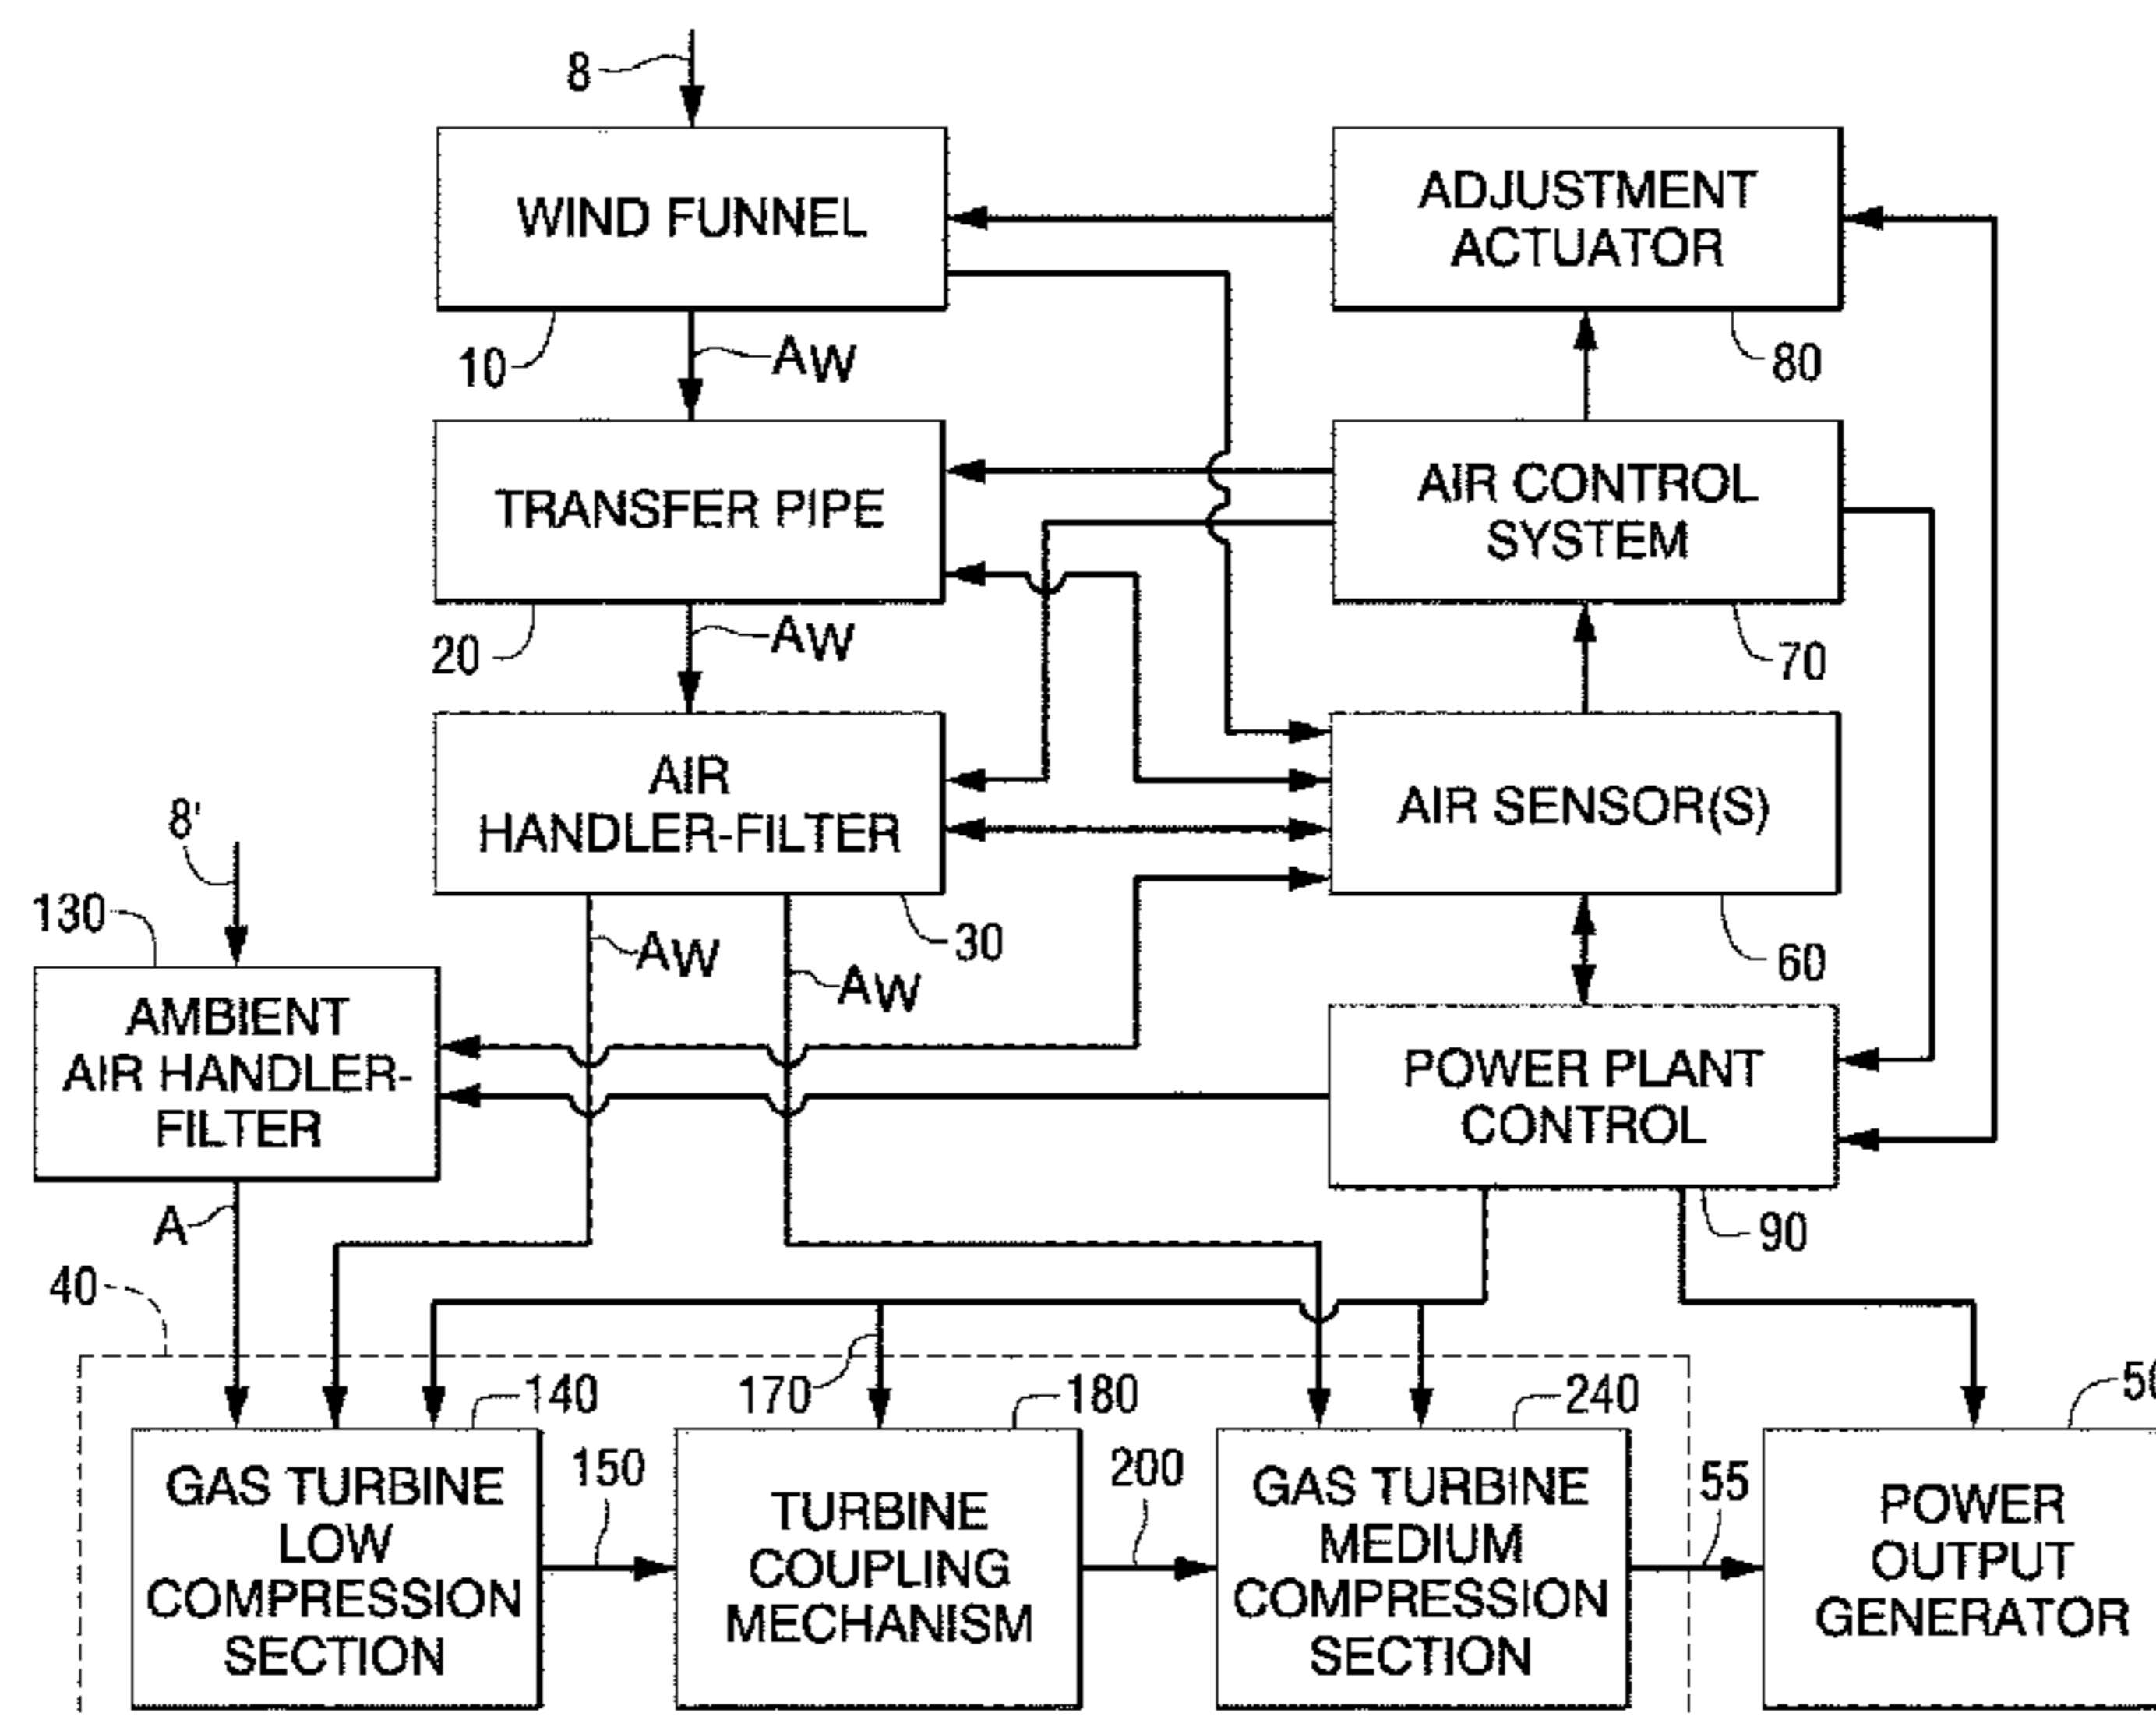 8
WIND FUNNEL
ADJUSTMENT
ACTUATOR
10
AW
80
TRANSFER PIPE
AIR CONTROL
SYSTEM
20
AW
70
AIR
HANDLER-FILTER
AIR SENSOR(S)
8'
130
AW
AW
30
60
AMBIENT
AIR HANDLER-
FILTER
POWER PLANT
CONTROL
A
90
40
140
170
180
240
GAS TURBINE
LOW
COMPRESSION
SECTION
150
TURBINE
COUPLING
MECHANISM
200
GAS TURBINE
MEDIUM
COMPRESSION
SECTION
55
POWER
OUTPUT
GENERATOR